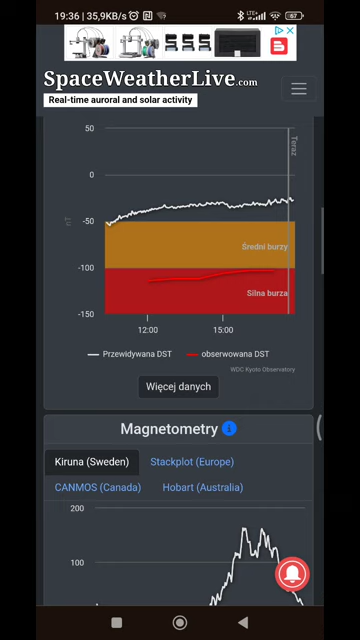 19:36 | 35,9KB/s
67
SpaceWeatherLive.com
Real-time auroral and solar activity
50
0
-50
-100
-150
nT
Teraz
Średni burzy
Silna burza
12:00
15:00
Przewidywana DST
obserwowana DST
WDC Kyoto Observatory
Więcej danych
Magnetometry
Kiruna (Sweden)
Stackplot (Europe)
CANMOS (Canada)
Hobart (Australia)
200
100